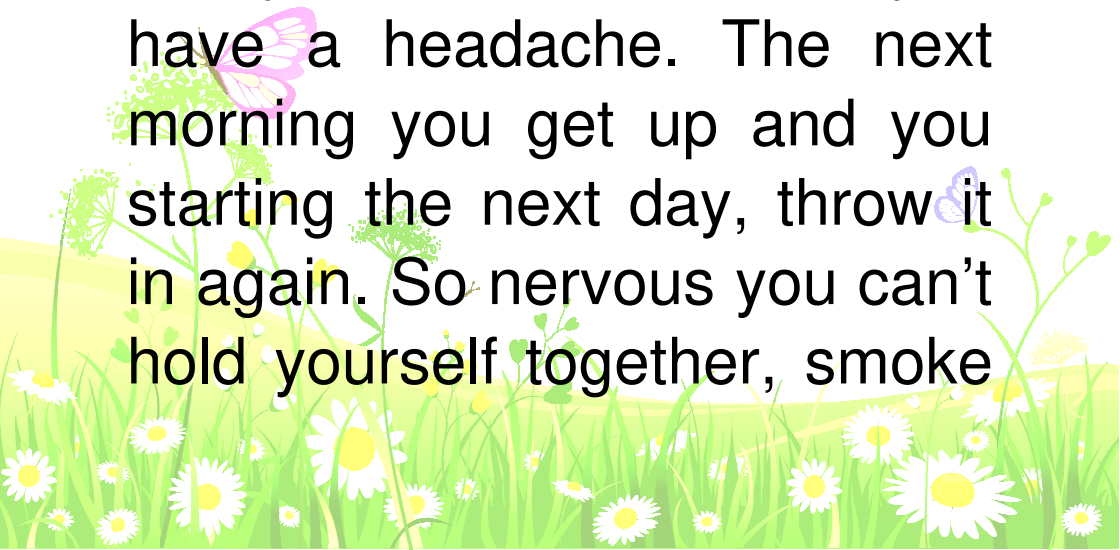 have a headache. The next
morning you get up and you
starting the next day, throw it
in again. So nervous you can’t
hold yourself together, smoke